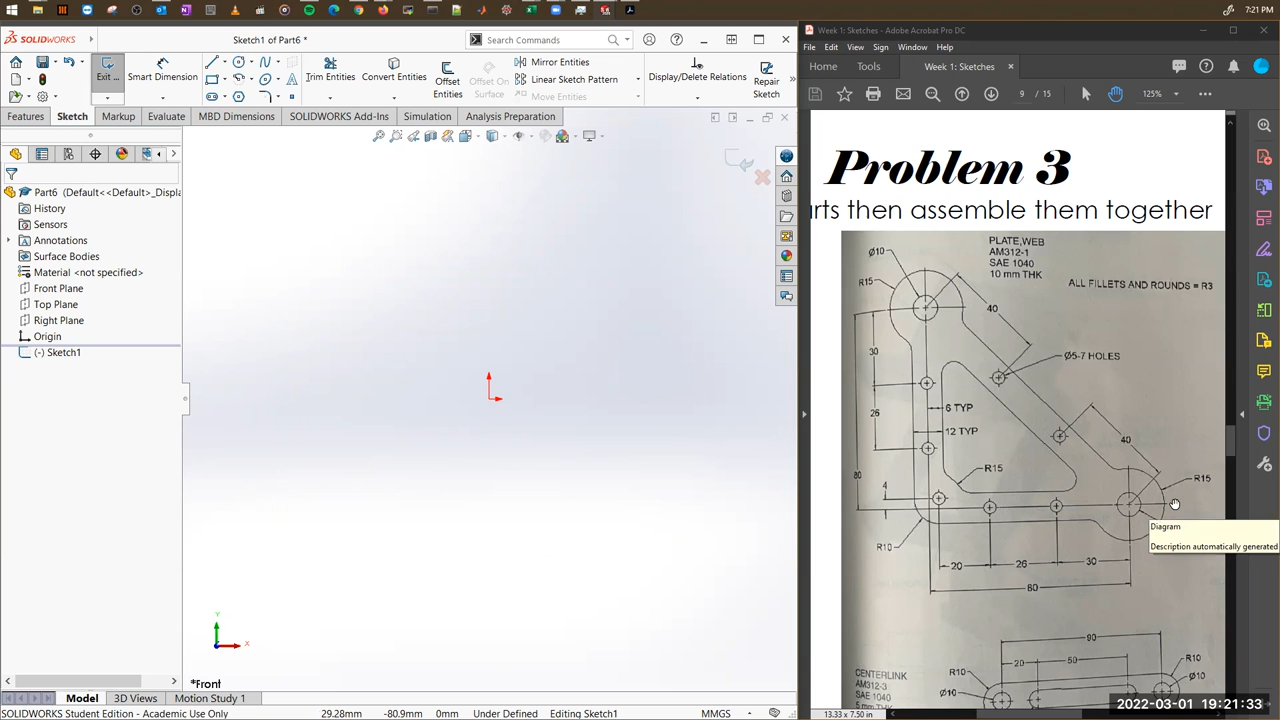 7:21 PM
SOLIDWORKS
Sketch1 of Part6 *
Search Commands
Week 1: Sketches - Adobe Acrobat Pro DC
File Edit View Sign Window Help
Home Tools Week 1: Sketches
9 / 15 125%
Exit ...
Smart Dimension
Trim Entities
Convert Entities
Offset Entities
Offset On Surface
Mirror Entities
Linear Sketch Pattern
Move Entities
Display/Delete Relations
Repair Sketch
Features Sketch Markup Evaluate MBD Dimensions SOLIDWORKS Add-Ins Simulation Analysis Preparation
Part6 (Default<<Default>_Displa
History
Sensors
Annotations
Surface Bodies
Material <not specified>
Front Plane
Top Plane
Right Plane
Origin
(-) Sketch1
Y
X
*Front
Model 3D Views Motion Study 1
SOLIDWORKS Student Edition - Academic Use Only
29.28mm -80.9mm 0mm Under Defined Editing Sketch1 MMGS
Problem 3
rts then assemble them together
PLATE,WEB
AM312-1
SAE 1040
10 mm THK
ALL FILLETS AND ROUNDS = R3
Ø10
R15
40
Ø5-7 HOLES
30
26
6 TYP
12 TYP
40
R15
R15
80
4
R10
20 26 30
80
Diagram
Description automatically generated
90
20 50
R10
R10
Ø10
Ø10
CENTERLINK
AM312-3
SAE 1040
5 mm THK
13.33 x 7.50 in
2022-03-01 19:21:33